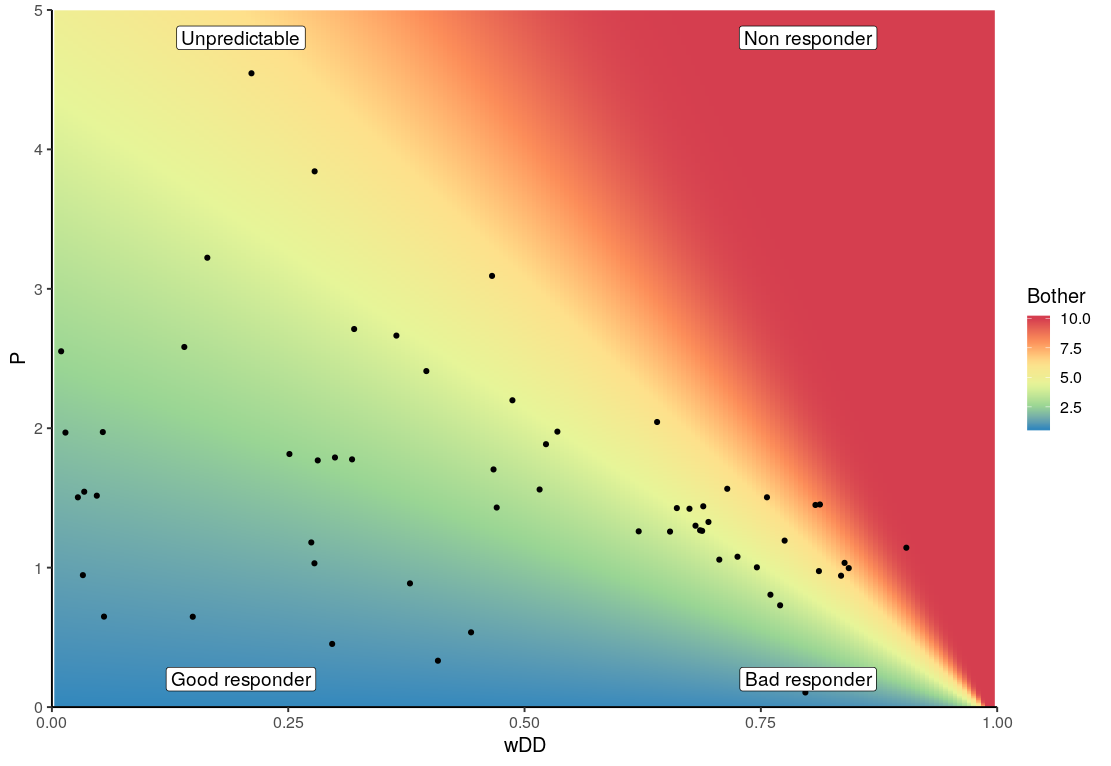 5
Unpredictable
Non responder
4
3
Bother
10.0
7.5
5.0
2.5
P
2
1
Good responder
Bad responder
0
0.00
0.25
0.50
0.75
1.00
wDD